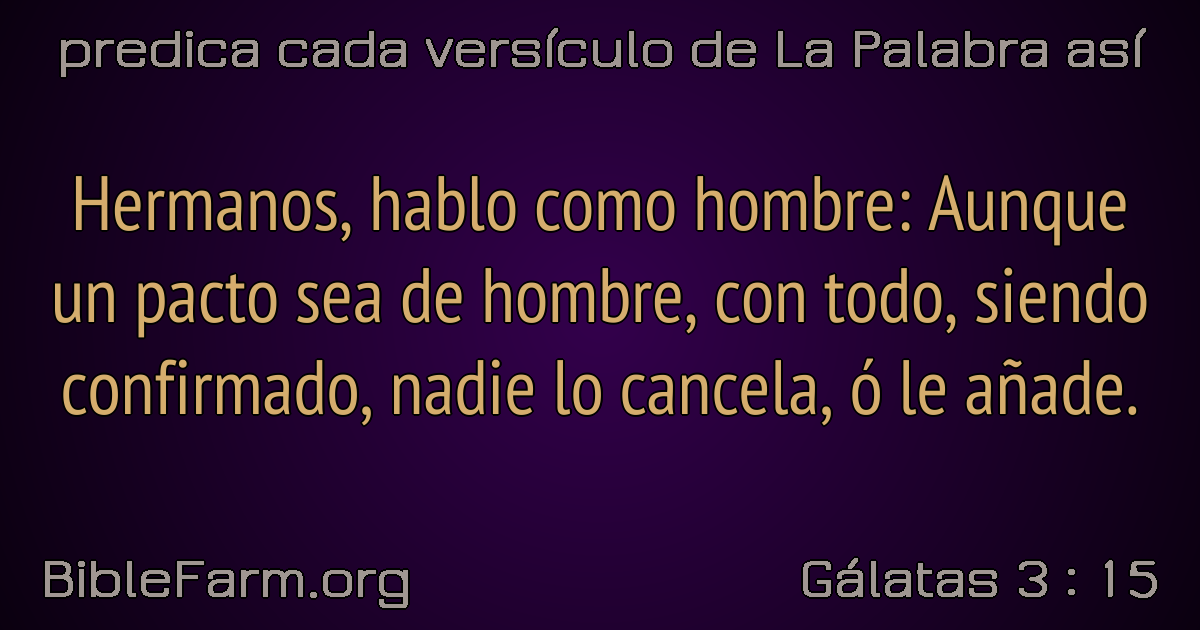 predica cada versículo de La Palabra así
Hermanos, hablo como hombre: Aunque
un pacto sea de hombre, con todo, siendo
confirmado, nadie lo cancela, ó le añade.
BibleFarm.org
Gálatas 3 : 15